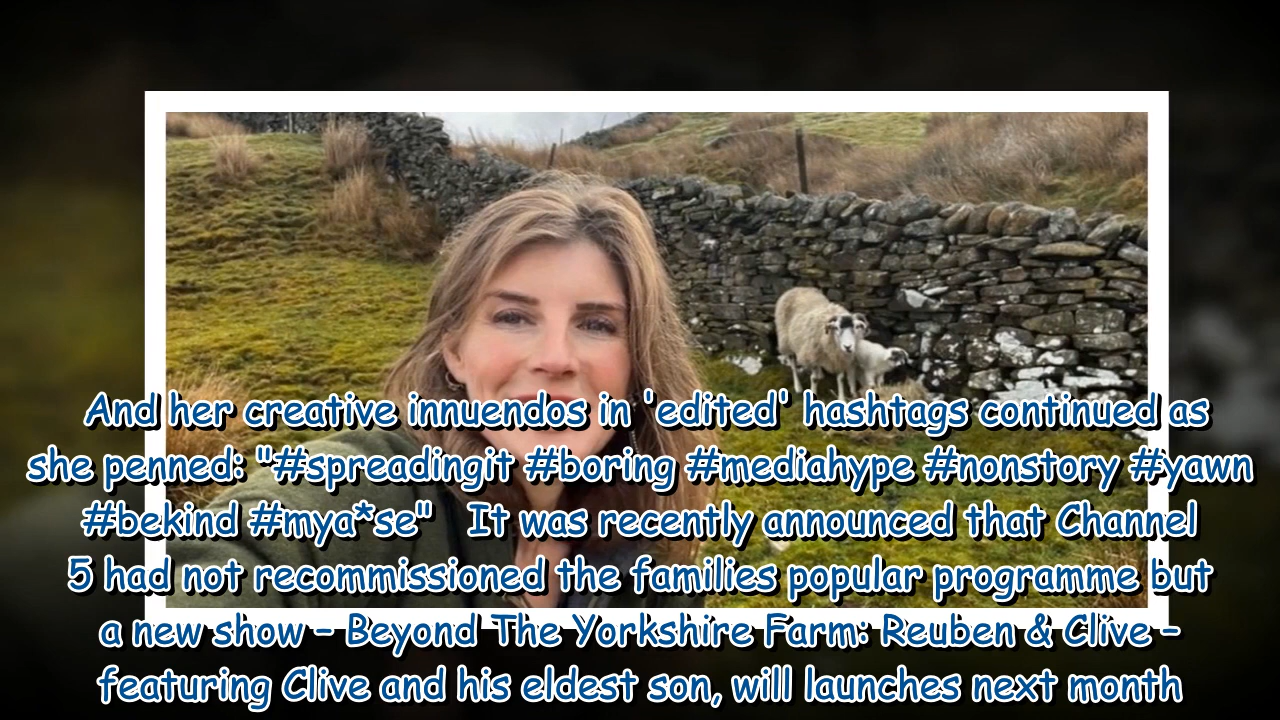 And her creative innuendos in 'edited' hashtags continued as
she penned: "#spreadingit #boring #mediahype #nonstory #yawn
#bekind #mya*se"   It was recently announced that Channel
5 had not recommissioned the families popular programme but
a new show – Beyond The Yorkshire Farm: Reuben & Clive –
featuring Clive and his eldest son, will launches next month